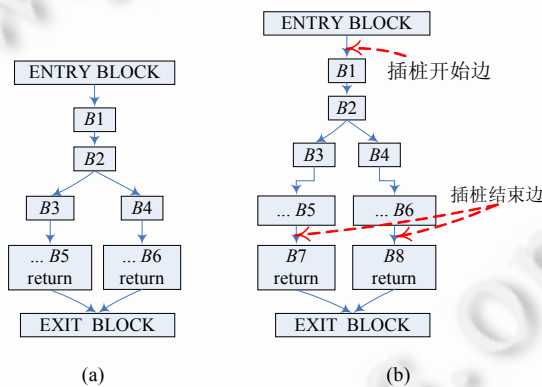 ENTRY BLOCK
B1
B2
B3
B4
... B5
return
... B6
return
EXIT BLOCK
(a)
ENTRY BLOCK
插桩开始边
B1
B2
B3
B4
插桩结束边
... B5
... B6
B7
return
B8
return
EXIT BLOCK
(b)